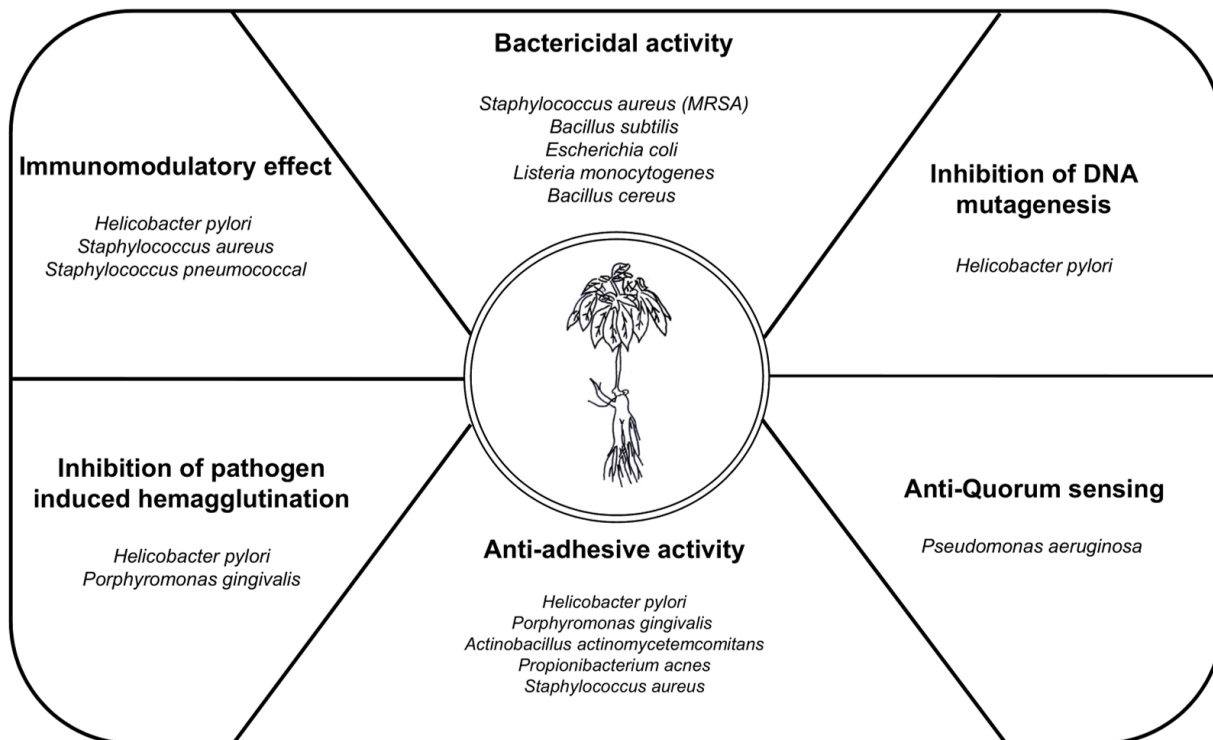 Bactericidal activity
Staphylococcus aureus (MRSA)
Bacillus subtilis
Escherichia coli
Listeria monocytogenes
Bacillus cereus
Immunomodulatory effect
Helicobacter pylori
Staphylococcus aureus
Staphylococcus pneumococcal
Inhibition of DNA
mutagenesis
Helicobacter pylori
Inhibition of pathogen
induced hemagglutination
Helicobacter pylori
Porphyromonas gingivalis
Anti-adhesive activity
Helicobacter pylori
Porphyromonas gingivalis
Actinobacillus actinomycetemcomitans
Propionibacterium acnes
Staphylococcus aureus
Anti-Quorum sensing
Pseudomonas aeruginosa